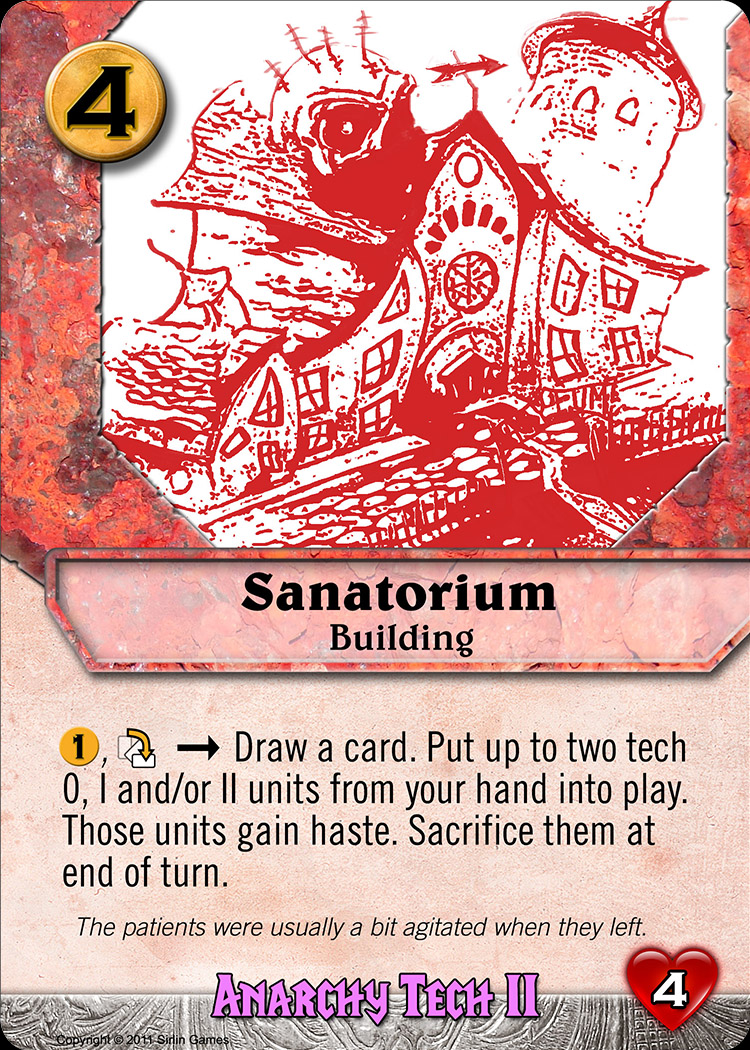 4
Sanatorium
Building
1, → Draw a card. Put up to two tech
0, I and/or II units from your hand into play.
Those units gain haste. Sacrifice them at
end of turn.
The patients were usually a bit agitated when they left.
Anarchy Tech II
4
Copyright © 2011 Sirlin Games